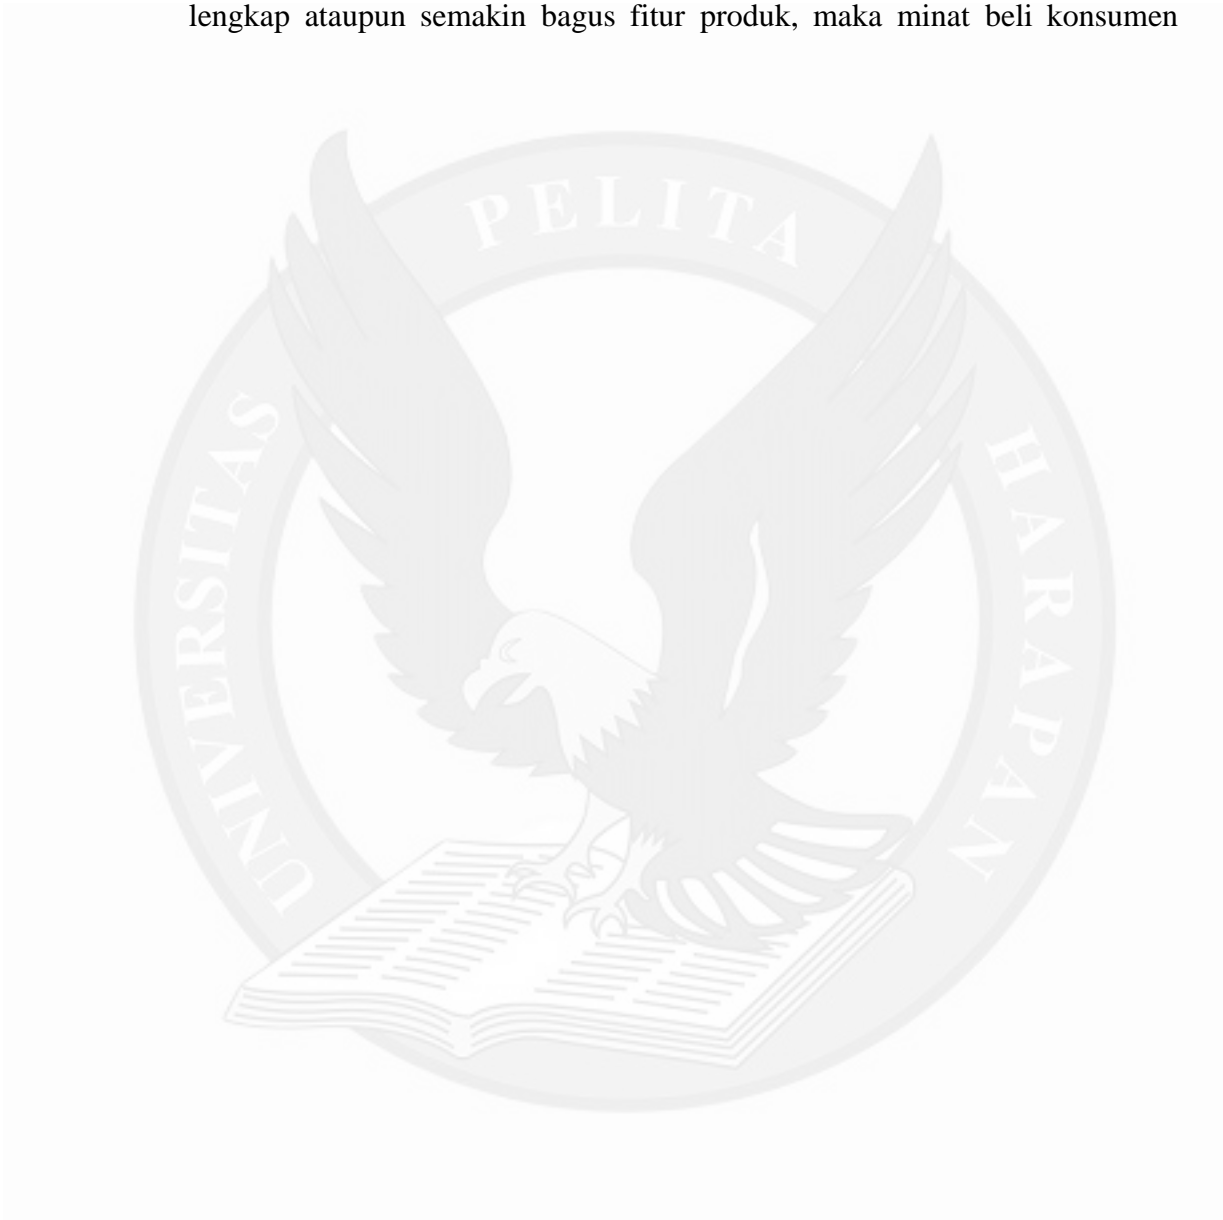 lengkap ataupun semakin bagus fitur produk, maka minat beli konsumen
UNIVERSITAS
PELITA
HARAPAN